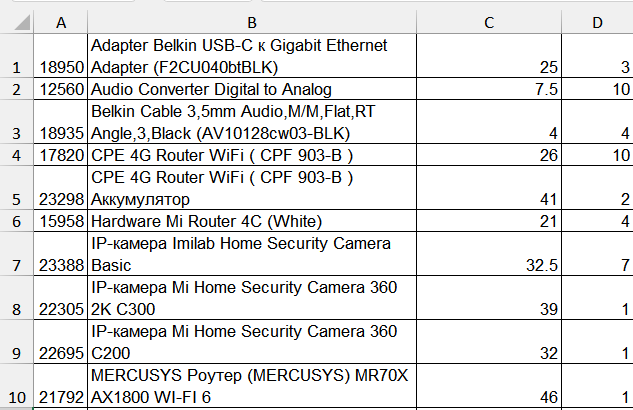 A B C D
Adapter Belkin USB-C к Gigabit Ethernet
1 18950 Adapter (F2CU040btBLK) 25 3
2 12560 Audio Converter Digital to Analog 7.5 10
Belkin Cable 3,5mm Audio,M/M,Flat,RT
3 18935 Angle,3,Black (AV10128cw03-BLK) 4 4
4 17820 CPE 4G Router WiFi ( CPF 903-B ) 26 10
CPE 4G Router WiFi ( CPF 903-B )
5 23298 Аккумулятор 41 2
6 15958 Hardware Mi Router 4C (White) 21 4
IP-камера Imilab Home Security Camera
7 23388 Basic 32.5 7
IP-камера Mi Home Security Camera 360
8 22305 2K C300 39 1
IP-камера Mi Home Security Camera 360
9 22695 C200 32 1
MERCUSYS Роутер (MERCUSYS) MR70X
10 21792 AX1800 WI-FI 6 46 1